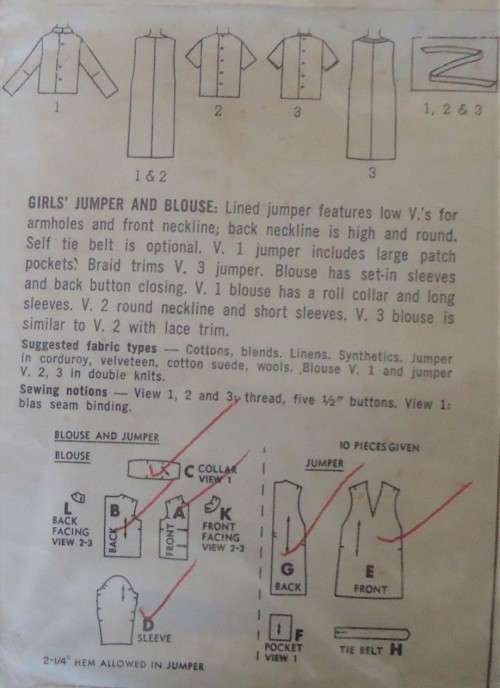 1
2
3
1, 2 & 3
1 & 2
3
GIRLS' JUMPER AND BLOUSE: Lined jumper features low V.'s for
armholes and front neckline; back neckline is high and round.
Self tie belt is optional. V. 1 jumper includes large patch
pockets. Braid trims V. 3 jumper. Blouse has set-in sleeves
and back button closing. V. 1 blouse has a roll collar and long
sleeves. V. 2 round neckline and short sleeves. V. 3 blouse is
similar to V. 2 with lace trim.
Suggested fabric types — Cottons, blends. Linens. Synthetics. Jumper
in corduroy, velveteen, cotton suede, wools. Blouse V. 1 and jumper
V. 2, 3 in double knits.
Sewing notions — View 1, 2 and 3: thread, five ½" buttons. View 1:
bias seam binding.
BLOUSE AND JUMPER
BLOUSE
C COLLAR
VIEW 1
L
BACK
FACING
VIEW 2-3
B
BACK
A
FRONT
K
FRONT
FACING
VIEW 2-3
D
SLEEVE
2-1/4" HEM ALLOWED IN JUMPER
10 PIECES GIVEN
JUMPER
G
BACK
E
FRONT
F
POCKET
VIEW 1
TIE BELT H